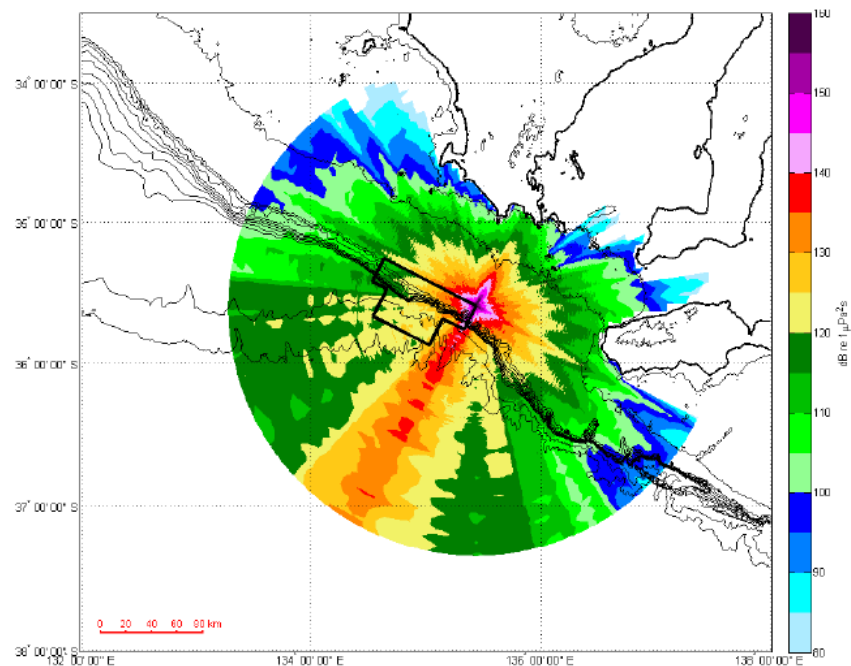 160
34° 00' 00" S
150
140
35° 00' 00" S
130
dB re 1 μPa²s
120
36° 00' 00" S
110
100
37° 00' 00" S
90
0 20 40 60 80 km
38° 00' 00" S
80
132° 00' 00" E
134° 00' 00" E
136° 00' 00" E
138° 00' 00" E